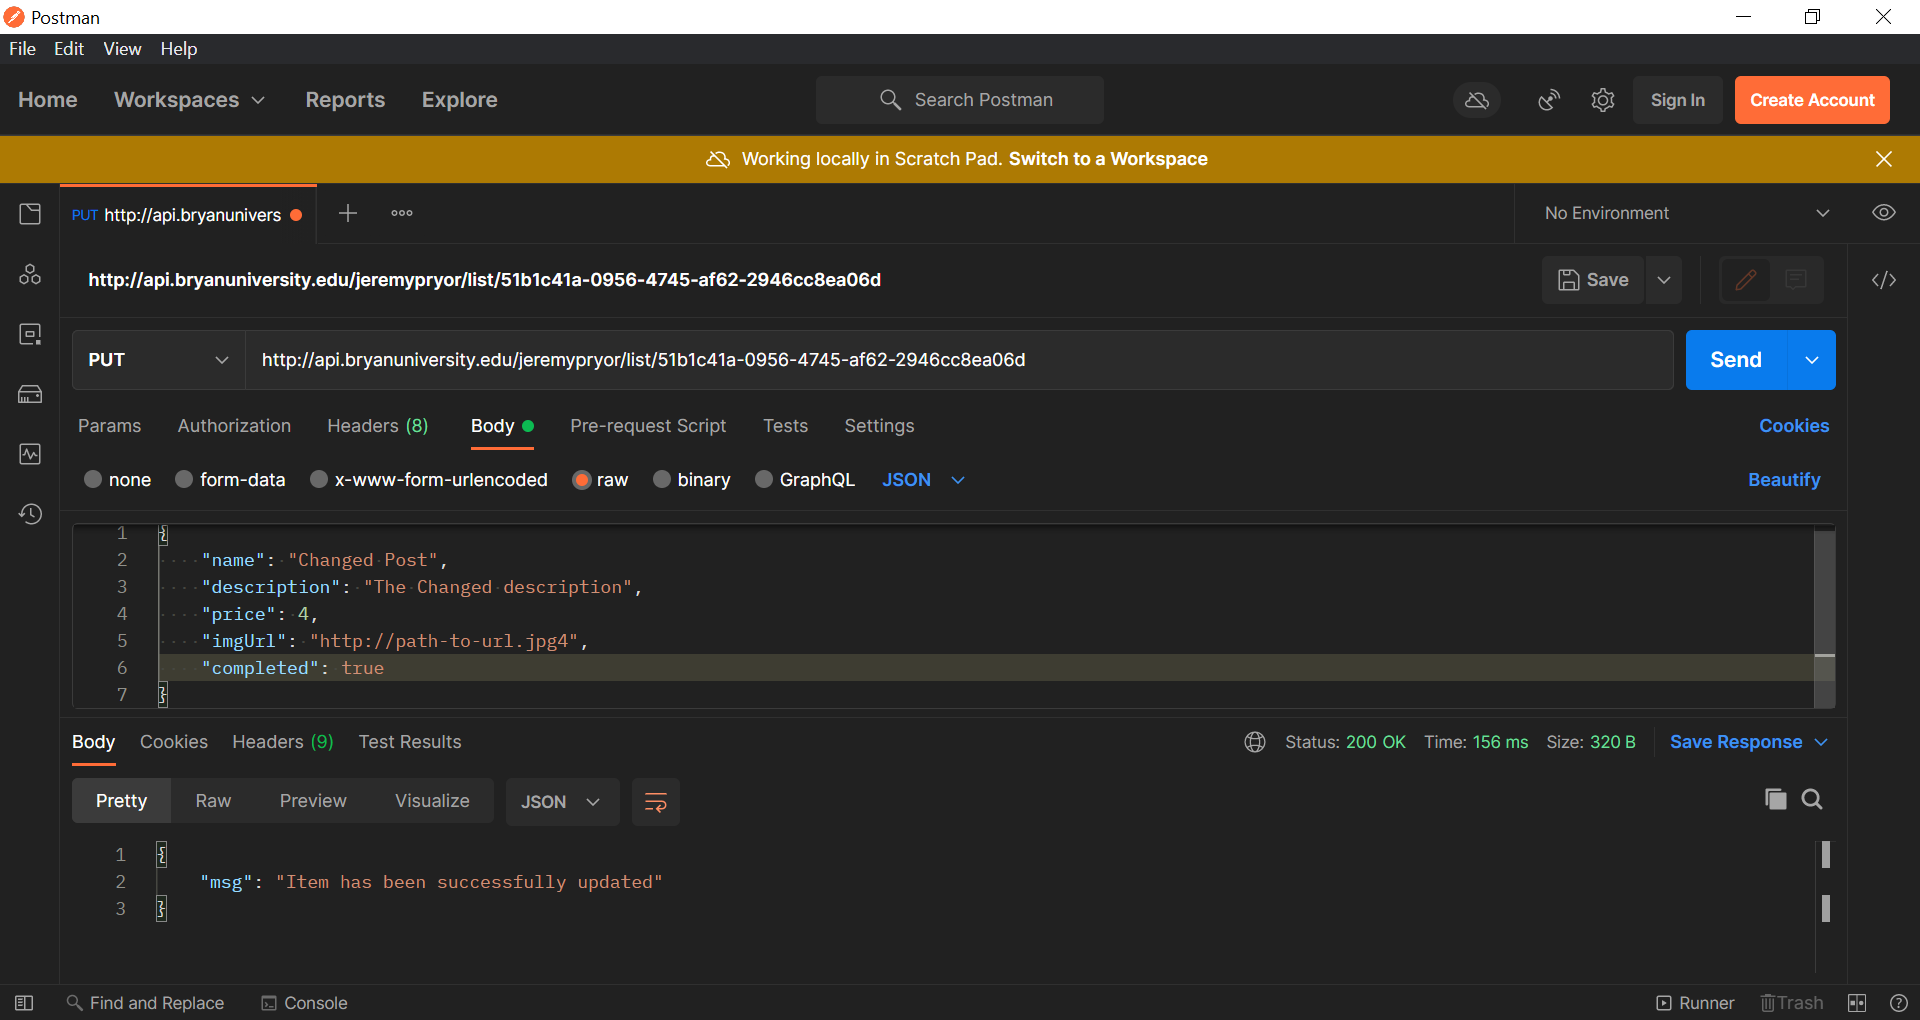 Postman
File Edit View Help
Home Workspaces Reports Explore Search Postman Sign In Create Account
Working locally in Scratch Pad. Switch to a Workspace
PUT http://api.bryanunivers No Environment
http://api.bryanuniversity.edu/jeremypryor/list/51b1c41a-0956-4745-af62-2946cc8ea06d Save
PUT http://api.bryanuniversity.edu/jeremypryor/list/51b1c41a-0956-4745-af62-2946cc8ea06d Send
Params Authorization Headers (8) Body Pre-request Script Tests Settings Cookies
none form-data x-www-form-urlencoded raw binary GraphQL JSON Beautify
1 {
2 "name": "Changed Post",
3 "description": "The Changed description",
4 "price": 4,
5 "imgUrl": "http://path-to-url.jpg4",
6 "completed": true
7 }
Body Cookies Headers (9) Test Results Status: 200 OK Time: 156 ms Size: 320 B Save Response
Pretty Raw Preview Visualize JSON
1 {
2 "msg": "Item has been successfully updated"
3 }
Find and Replace Console Runner Trash